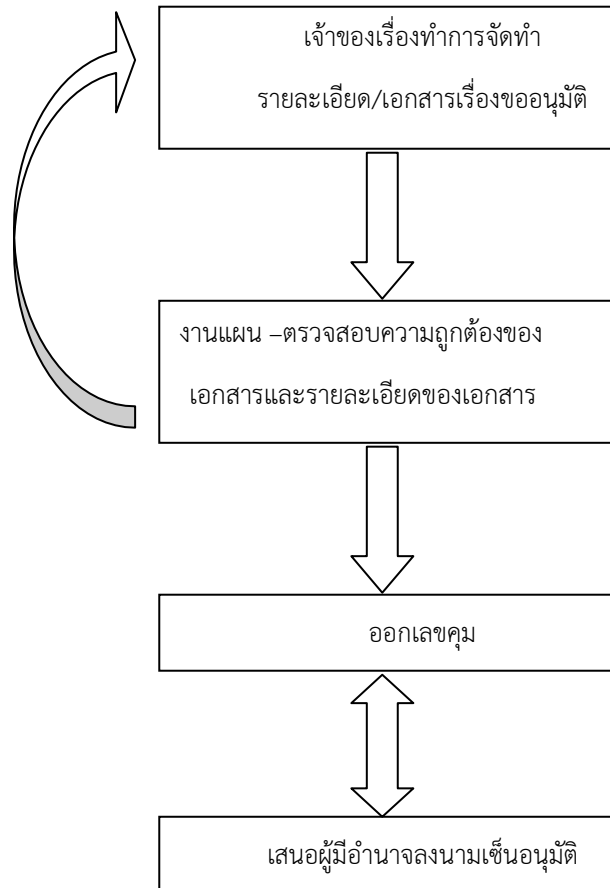 เจ้าของเรื่องทำการจัดทำ
รายละเอียด/เอกสารเรื่องขออนุมัติ
งานแผน –ตรวจสอบความถูกต้องของ
เอกสารและรายละเอียดของเอกสาร
ออกเลขคุม
เสนอผู้มีอำนาจลงนามเซ็นอนุมัติ